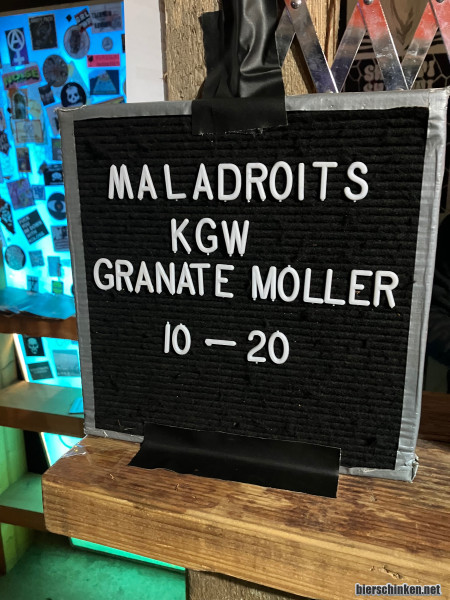 MALADROITS
KGW
GRANATE MOLLER
10 — 20
bierschinken.net